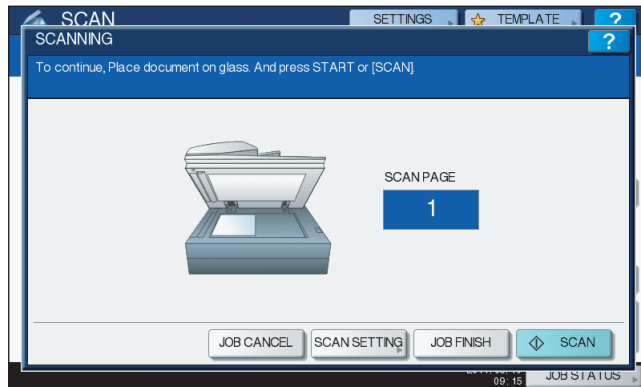 SCAN
SETTINGS
TEMPLATE
?
SCANNING
?
To continue, Place document on glass. And press START or [SCAN].
SCAN PAGE
1
JOB CANCEL
SCAN SETTING
JOB FINISH
SCAN
09:15
JOB STATUS